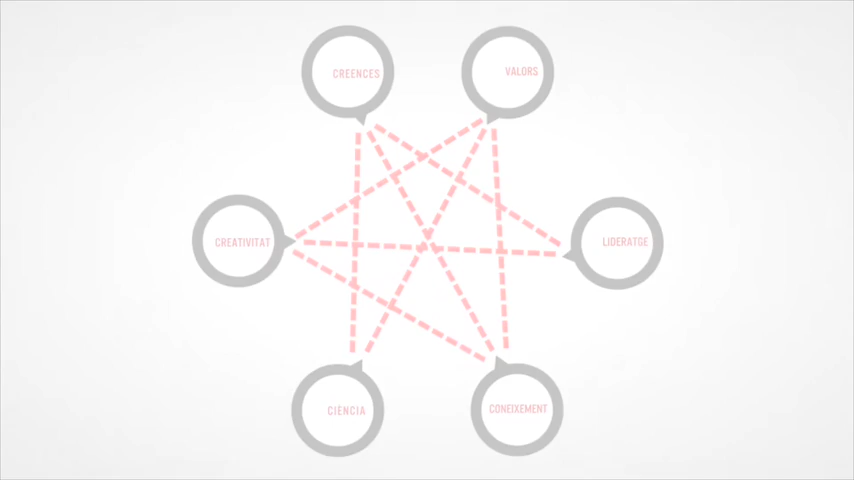 CREENCES
VALORS
CREATIVITAT
LIDERATGE
CIÈNCIA
CONEIXEMENT